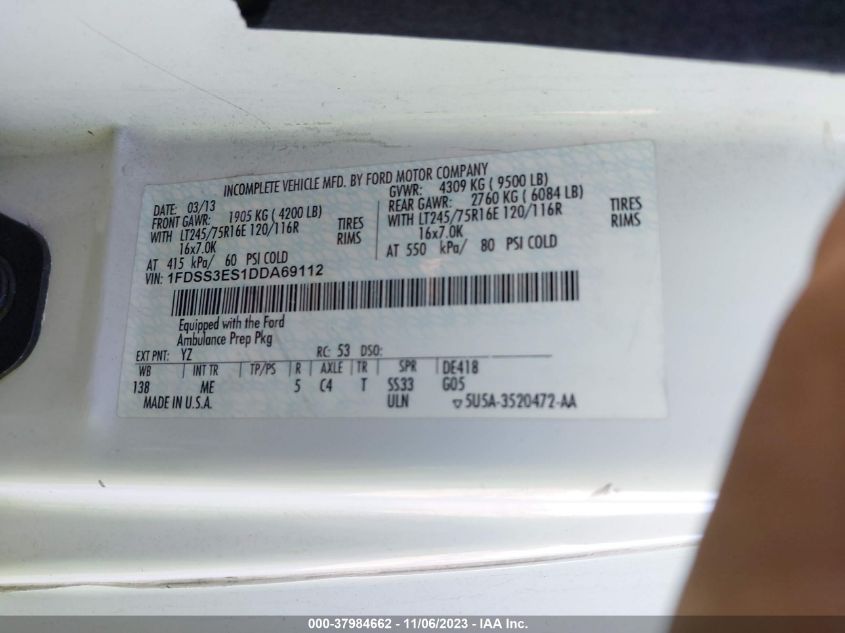 INCOMPLETE VEHICLE MFD. BY FORD MOTOR COMPANY
DATE: 03/13 GVWR: 4309 KG ( 9500 LB)
FRONT GAWR: 1905 KG ( 4200 LB) REAR GAWR: 2760 KG ( 6084 LB)
WITH LT245/75R16E 120/116R TIRES WITH LT245/75R16E 120/116R TIRES
16x7.0K RIMS 16x7.0K RIMS
AT 415 kPa/ 60 PSI COLD AT 550 kPa/ 80 PSI COLD
VIN: 1FDSS3ES1DDA69112
Equipped with the Ford
Ambulance Prep Pkg
EXT PNT: YZ RC: 53 DSO:
WB INT TR TP/PS R AXLE TR SPR DE418
138 ME 5 C4 T SS33 G05
MADE IN U.S.A. ULN ▽5U5A-3520472-AA
000-37984662 - 11/06/2023 - IAA Inc.